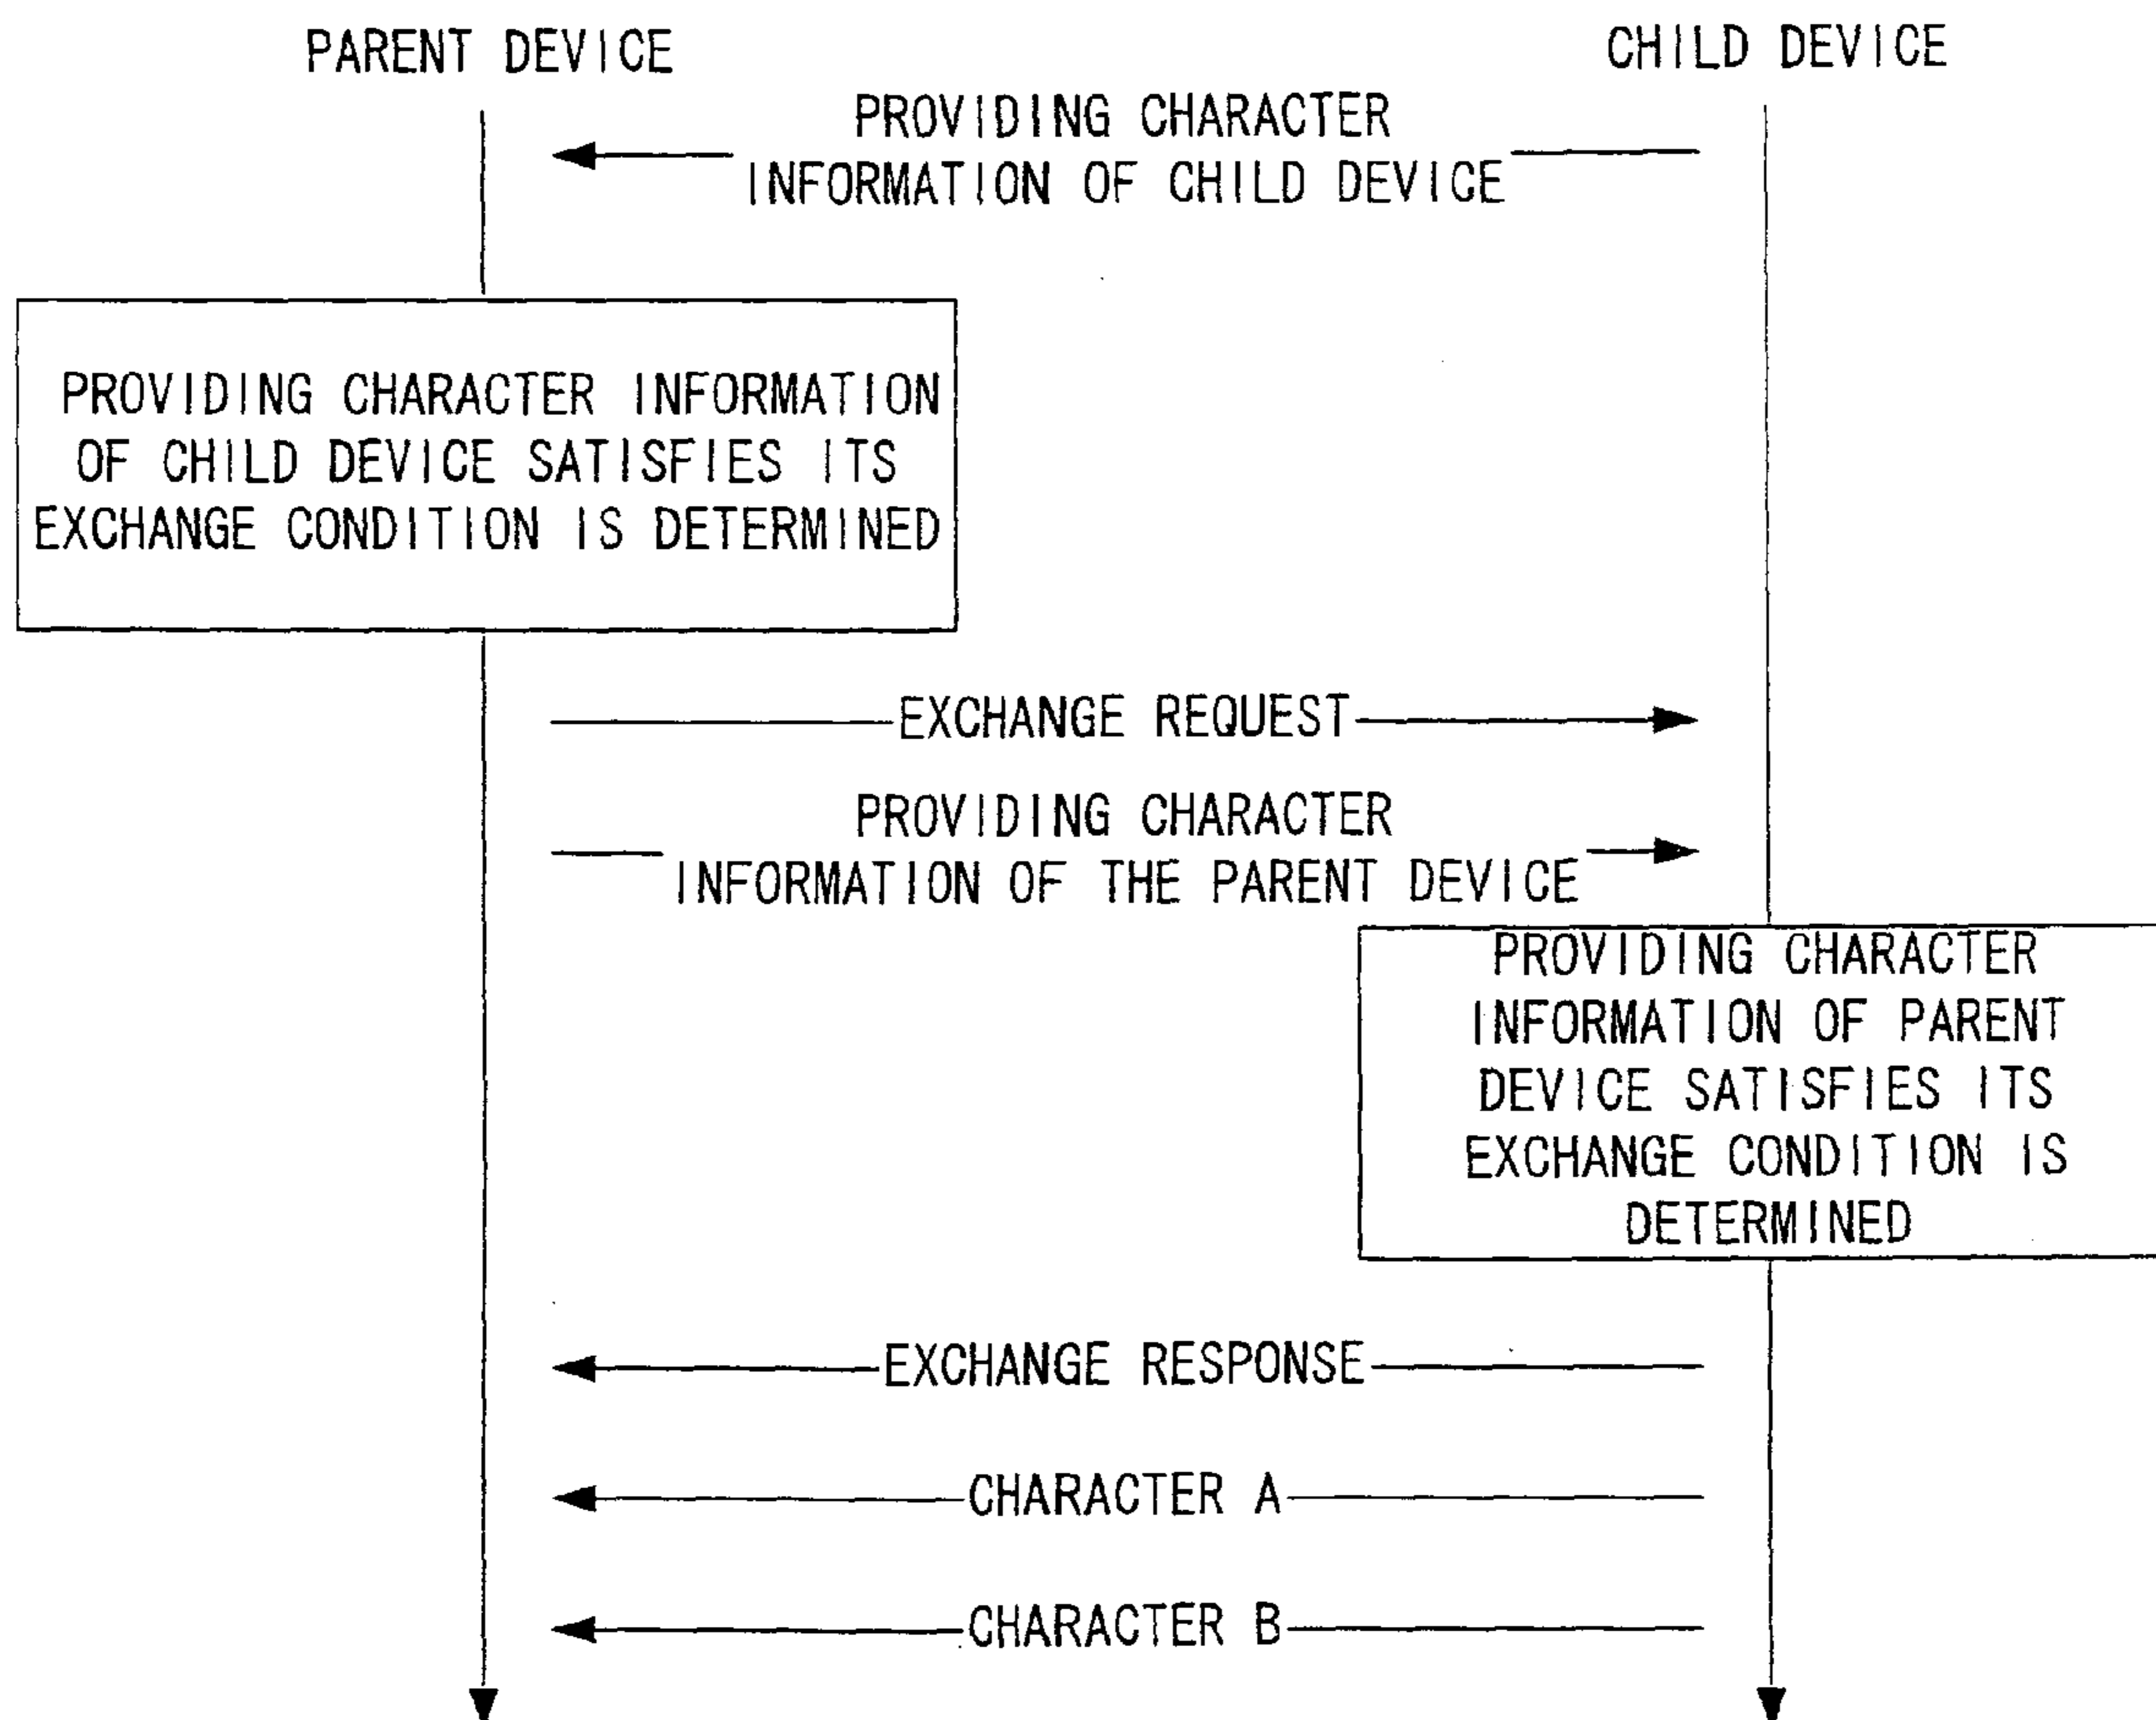 PARENT DEVICE
CHILD DEVICE
PROVIDING CHARACTER
INFORMATION OF CHILD DEVICE
PROVIDING CHARACTER INFORMATION
OF CHILD DEVICE SATISFIES ITS
EXCHANGE CONDITION IS DETERMINED
EXCHANGE REQUEST
PROVIDING CHARACTER
INFORMATION OF THE PARENT DEVICE
PROVIDING CHARACTER
INFORMATION OF PARENT
DEVICE SATISFIES ITS
EXCHANGE CONDITION IS
DETERMINED
EXCHANGE RESPONSE
CHARACTER A
CHARACTER B